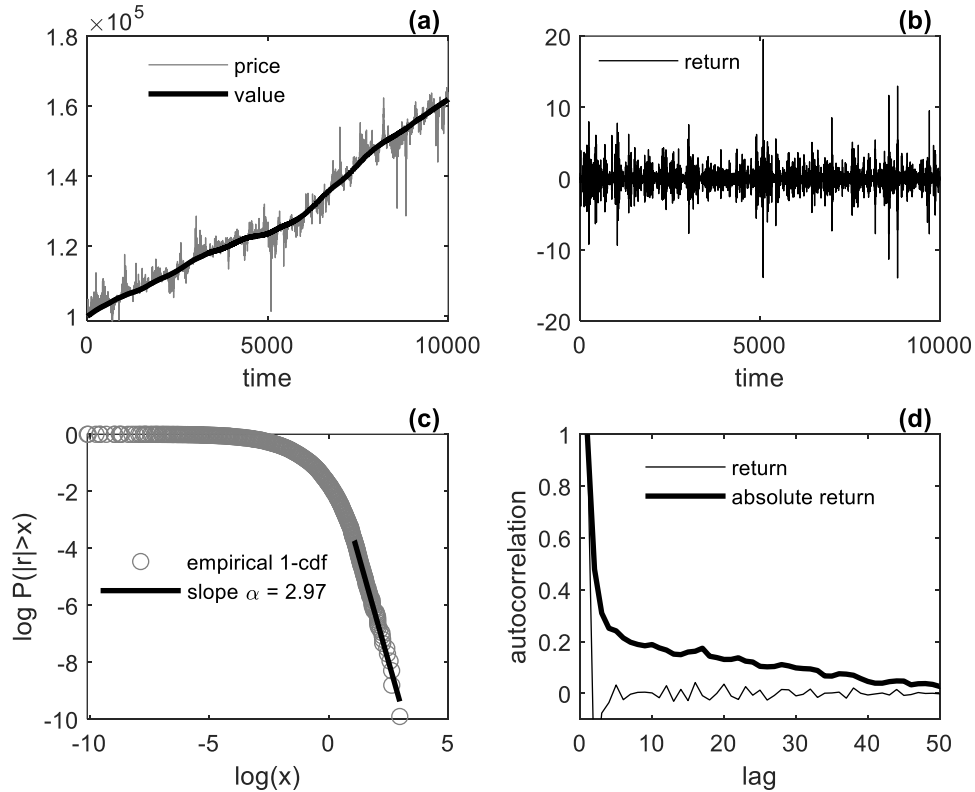 ×10⁵ (a)
1.8
1.6
1.4
1.2
1
price
value
0 5000 10000
time
(b)
20
10
0
-10
-20
return
0 5000 10000
time
(c)
0
-2
-4
-6
-8
-10
log P(|r|>x)
empirical 1-cdf
slope α = 2.97
-10 -5 0 5
log(x)
(d)
1
0.8
0.6
0.4
0.2
0
autocorrelation
return
absolute return
0 10 20 30 40 50
lag